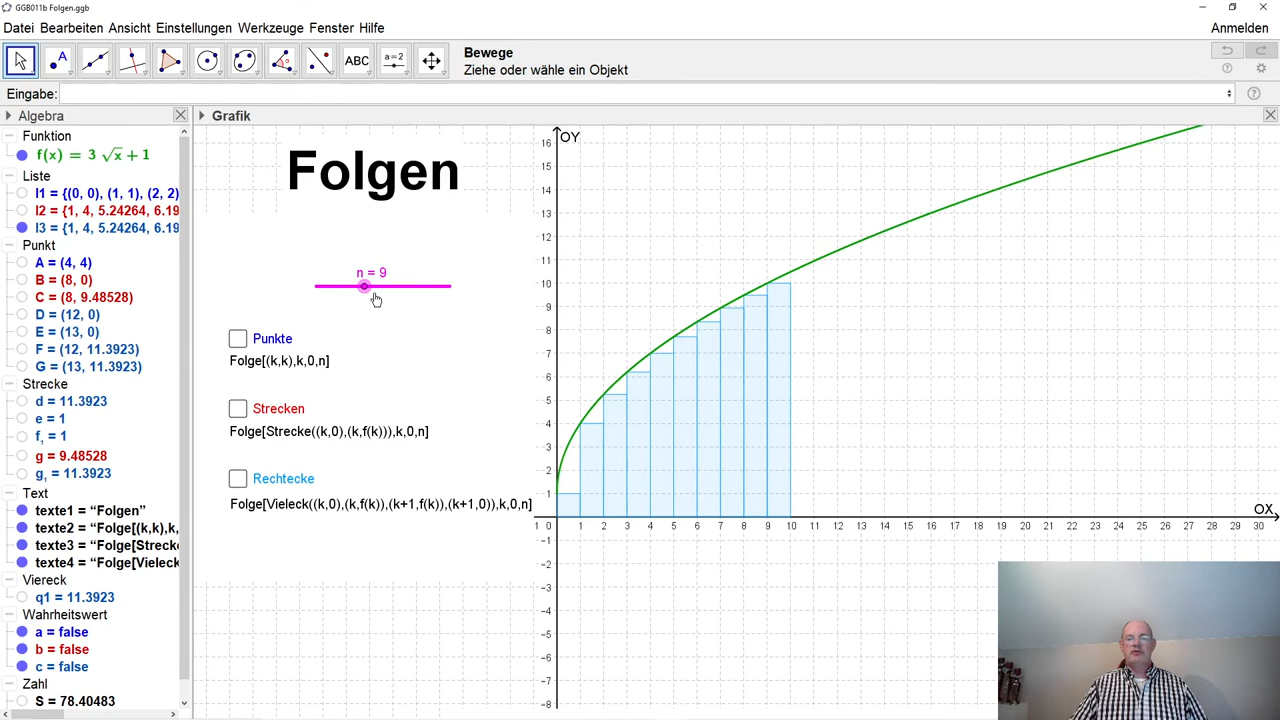 GGB011b Folgen.ggb
Datei Bearbeiten Ansicht Einstellungen Werkzeuge Fenster Hilfe
Anmelden
ABC
a=2
Bewege
Ziehe oder wähle ein Objekt
Eingabe:
Algebra
Grafik
Funktion
f(x) = 3 √x + 1
Liste
l1 = {(0, 0), (1, 1), (2, 2)
l2 = {1, 4, 5.24264, 6.19
l3 = {1, 4, 5.24264, 6.19
Punkt
A = (4, 4)
B = (8, 0)
C = (8, 9.48528)
D = (12, 0)
E = (13, 0)
F = (12, 11.3923)
G = (13, 11.3923)
Strecke
d = 11.3923
e = 1
f₁ = 1
g = 9.48528
g₁ = 11.3923
Text
texte1 = “Folgen”
texte2 = “Folge[(k,k),k,
texte3 = “Folge[Strecke
texte4 = “Folge[Vieleck
Viereck
q1 = 11.3923
Wahrheitswert
a = false
b = false
c = false
Zahl
S = 78.40483
Folgen
n = 9
Punkte
Folge[(k,k),k,0,n]
Strecken
Folge[Strecke((k,0),(k,f(k))),k,0,n]
Rechtecke
Folge[Vieleck((k,0),(k,f(k)),(k+1,f(k)),(k+1,0)),k,0,n]
OY
16
15
14
13
12
11
10
9
8
7
6
5
4
3
2
1
OX
1 0 1 2 3 4 5 6 7 8 9 10 11 12 13 14 15 16 17 18 19 20 21 22 23 24 25 26 27 28 29 30
−1
−2
−3
−4
−5
−6
−7
−8